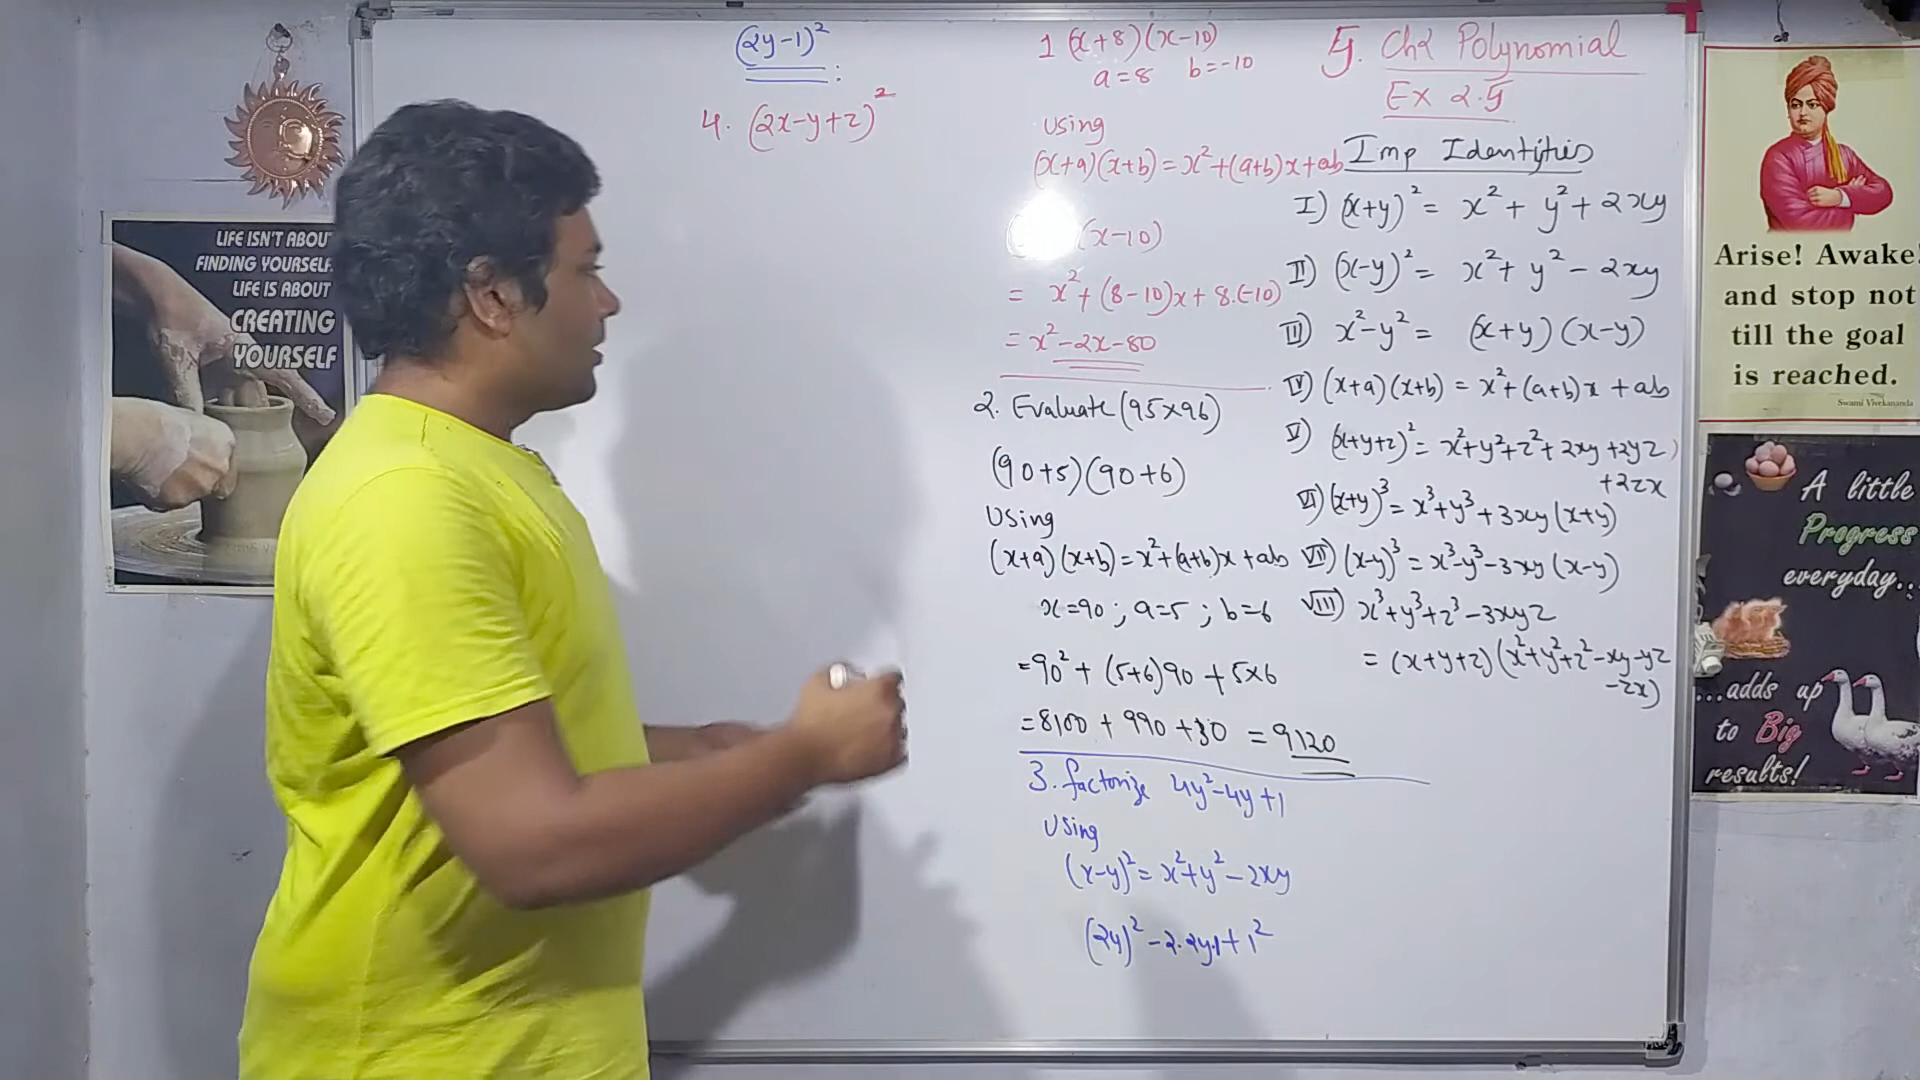 (2y-1)² :
4. (2x-y+z)²
1 (x+8)(x-10)
a=8 b=-10
Using
(x+a)(x+b)=x²+(a+b)x+ab
(x-10)
= x²+(8-10)x+8.(-10)
= x²-2x-80
2. Evaluate (95×96)
(90+5)(90+6)
Using
(x+a)(x+b)=x²+(a+b)x+ab
x=90 ; a=5 ; b=6
=90²+(5+6)90+5×6
=8100+990+30 =9120
3. factorize 4y²-4y+1
Using
(x-y)²=x²+y²-2xy
(2y)²-2.2y.1+1²
Ch2 Polynomial
Ex 2.5
Imp Identities
I) (x+y)² = x²+y²+2xy
II) (x-y)² = x²+y²-2xy
III) x²-y² = (x+y)(x-y)
IV) (x+a)(x+b) = x²+(a+b)x+ab
V) (x+y+z)² = x²+y²+z²+2xy+2yz
+2zx
VI) (x+y)³ = x³+y³+3xy(x+y)
VII) (x-y)³ = x³-y³-3xy(x-y)
VIII) x³+y³+z³-3xyz
= (x+y+z)(x²+y²+z²-xy-yz
-zx)
LIFE ISN'T ABOUT
FINDING YOURSELF.
LIFE IS ABOUT
CREATING
YOURSELF
Arise! Awake!
and stop not
till the goal
is reached.
Swami Vivekananda
A little
Progress
everyday..
...adds up
to Big
results!